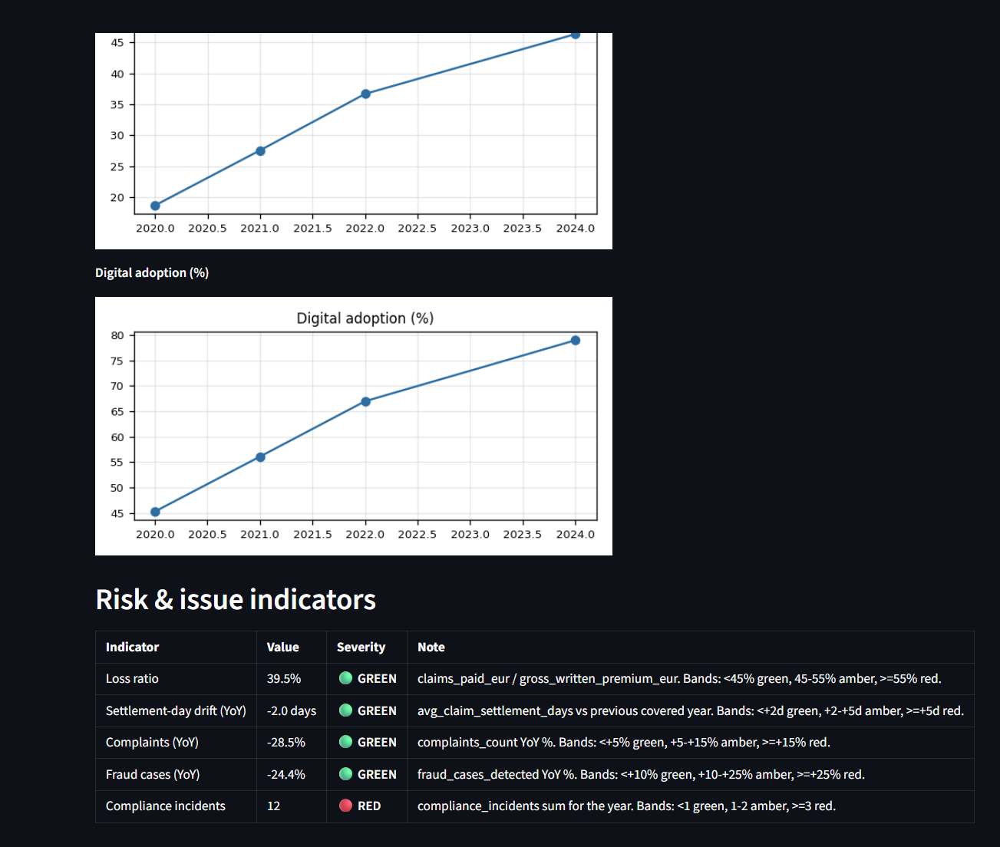 45
40
35
30
25
20
2020.0 2020.5 2021.0 2021.5 2022.0 2022.5 2023.0 2023.5 2024.0
Digital adoption (%)
Digital adoption (%)
80
75
70
65
60
55
50
45
2020.0 2020.5 2021.0 2021.5 2022.0 2022.5 2023.0 2023.5 2024.0
Risk & issue indicators
Indicator Value Severity Note
Loss ratio 39.5% GREEN claims_paid_eur / gross_written_premium_eur. Bands: <45% green, 45-55% amber, >=55% red.
Settlement-day drift (YoY) -2.0 days GREEN avg_claim_settlement_days vs previous covered year. Bands: <+2d green, +2-+5d amber, >=+5d red.
Complaints (YoY) -28.5% GREEN complaints_count YoY %. Bands: <+5% green, +5-+15% amber, >=+15% red.
Fraud cases (YoY) -24.4% GREEN fraud_cases_detected YoY %. Bands: <+10% green, +10-+25% amber, >=+25% red.
Compliance incidents 12 RED compliance_incidents sum for the year. Bands: <1 green, 1-2 amber, >=3 red.